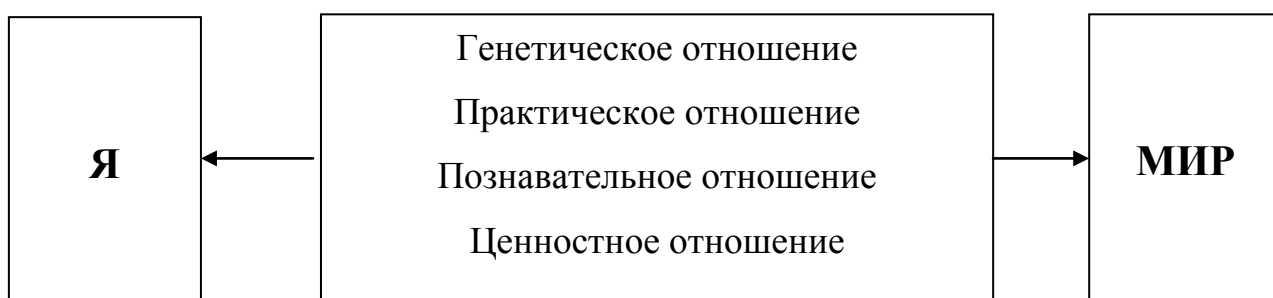 Генетическое отношение
Практическое отношение
Я
МИР
Познавательное отношение
Ценностное отношение